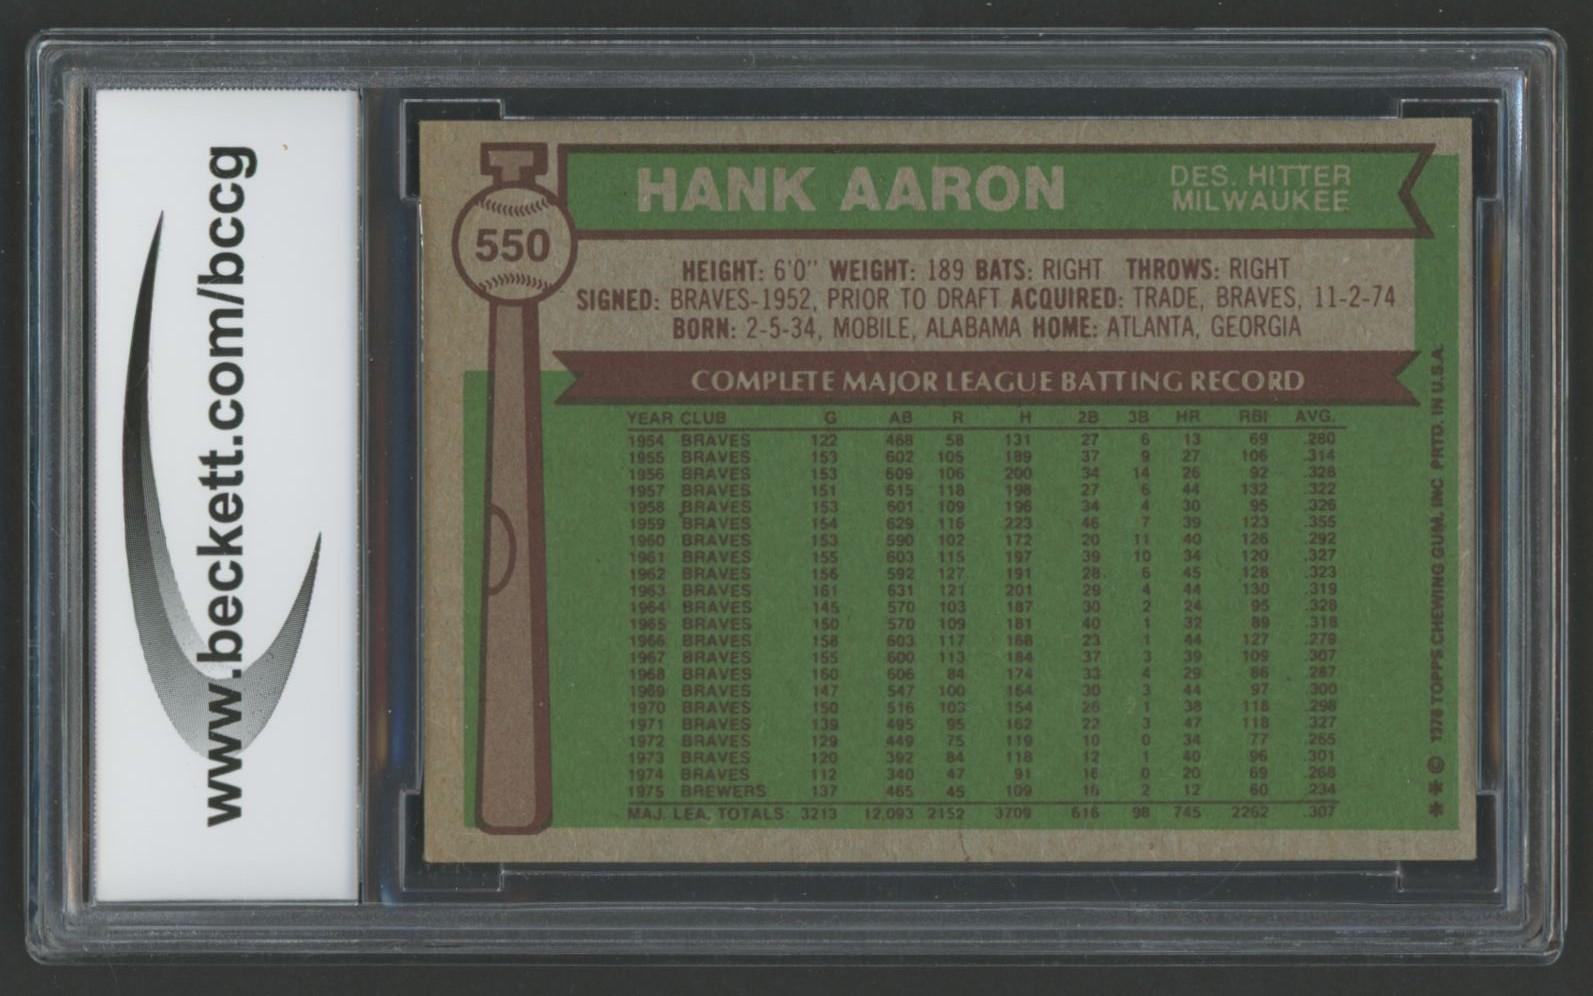 www.beckett.com/bccg
550
HANK AARON
DES. HITTER
MILWAUKEE
HEIGHT: 6'0" WEIGHT: 189 BATS: RIGHT THROWS: RIGHT
SIGNED: BRAVES-1952, PRIOR TO DRAFT ACQUIRED: TRADE, BRAVES, 11-2-74
BORN: 2-5-34, MOBILE, ALABAMA HOME: ATLANTA, GEORGIA
COMPLETE MAJOR LEAGUE BATTING RECORD
YEAR CLUB G AB R H 2B 3B HR RBI AVG.
1954 BRAVES 122 468 58 131 27 6 13 69 .280
1955 BRAVES 153 602 105 189 37 9 27 106 .314
1956 BRAVES 153 609 106 200 34 14 26 92 .328
1957 BRAVES 151 615 118 198 27 6 44 132 .322
1958 BRAVES 153 601 109 196 34 4 30 95 .326
1959 BRAVES 154 629 116 223 46 7 39 123 .355
1960 BRAVES 153 590 102 172 20 11 40 126 .292
1961 BRAVES 155 603 115 197 39 10 34 120 .327
1962 BRAVES 156 592 127 191 28 6 45 128 .323
1963 BRAVES 161 631 121 201 29 4 44 130 .319
1964 BRAVES 145 570 103 187 30 2 24 95 .328
1965 BRAVES 150 570 109 181 40 1 32 89 .318
1966 BRAVES 158 603 117 168 23 1 44 127 .279
1967 BRAVES 155 600 113 184 37 3 39 109 .307
1968 BRAVES 160 606 84 174 33 4 29 86 .287
1969 BRAVES 147 547 100 164 30 3 44 97 .300
1970 BRAVES 150 516 103 154 26 1 38 118 .298
1971 BRAVES 139 495 95 162 22 3 47 118 .327
1972 BRAVES 129 449 75 119 10 0 34 77 .265
1973 BRAVES 120 392 84 118 12 1 40 96 .301
1974 BRAVES 112 340 47 91 16 0 20 69 .268
1975 BREWERS 137 465 45 109 16 2 12 60 .234
MAJ. LEA. TOTALS: 3213 12,093 2152 3709 616 98 745 2262 .307
** © 1976 TOPPS CHEWING GUM, INC PRTD. IN U.S.A.